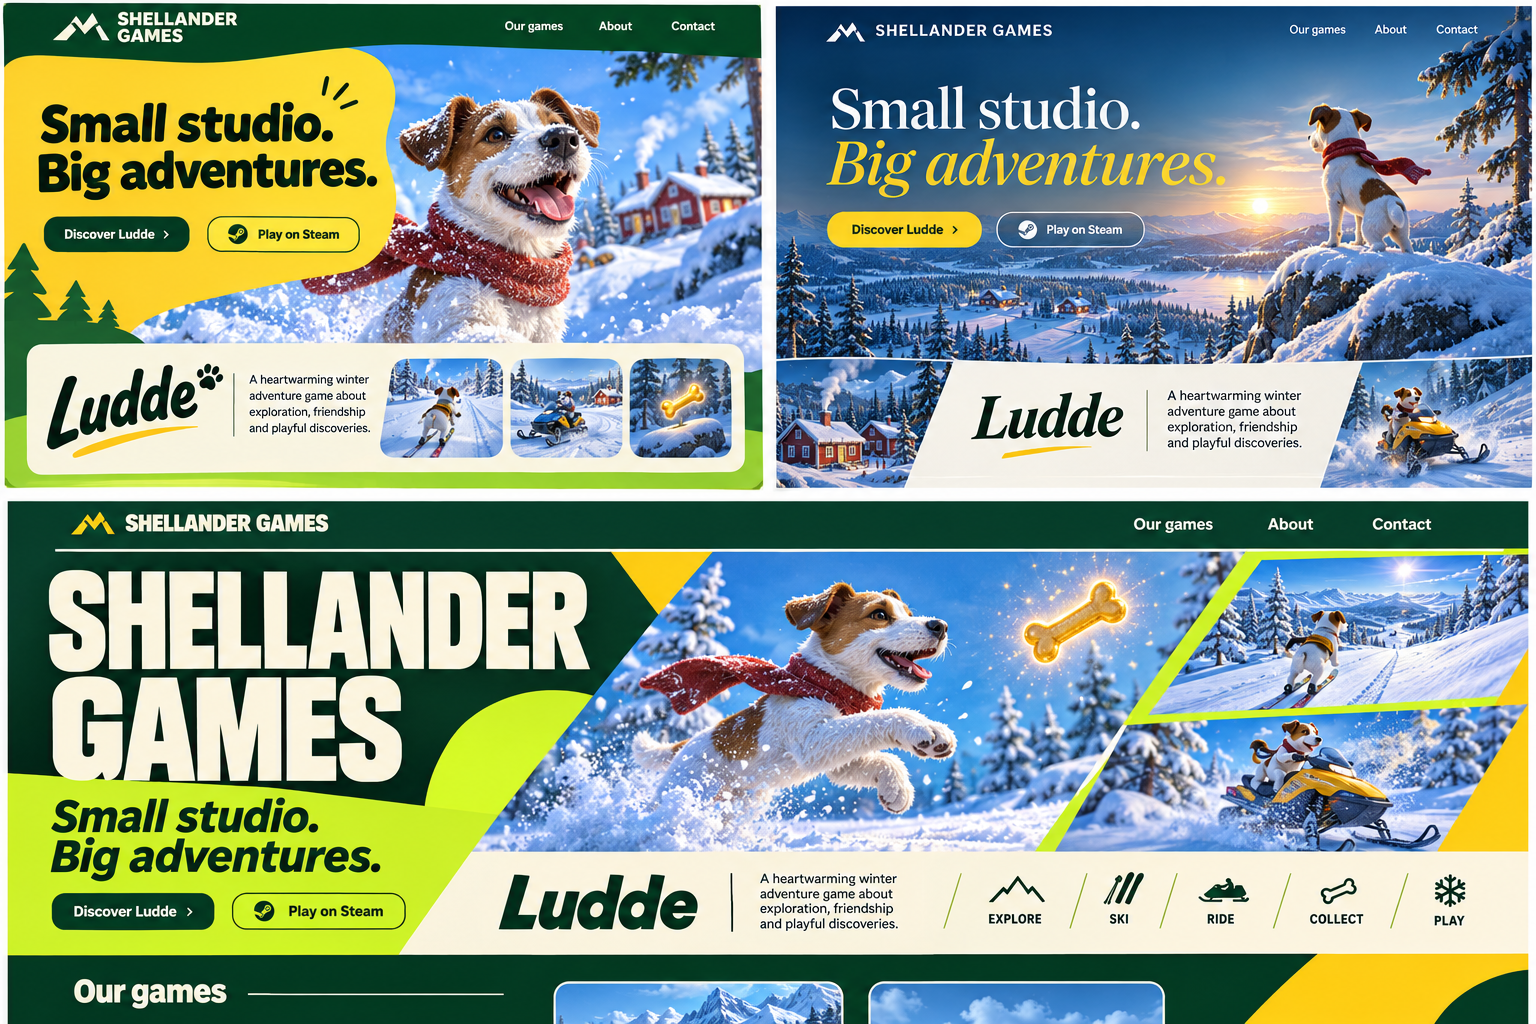 SHELLANDER
GAMES
Our games
About
Contact
Small studio.
Big adventures.
Discover Ludde
Play on Steam
Ludde
A heartwarming winter
adventure game about
exploration, friendship
and playful discoveries.
SHELLANDER GAMES
Our games
About
Contact
Small studio.
Big adventures.
Discover Ludde
Play on Steam
Ludde
A heartwarming winter
adventure game about
exploration, friendship
and playful discoveries.
SHELLANDER GAMES
Our games
About
Contact
SHELLANDER
GAMES
Small studio.
Big adventures.
Discover Ludde
Play on Steam
Ludde
A heartwarming winter
adventure game about
exploration, friendship
and playful discoveries.
EXPLORE
SKI
RIDE
COLLECT
PLAY
Our games